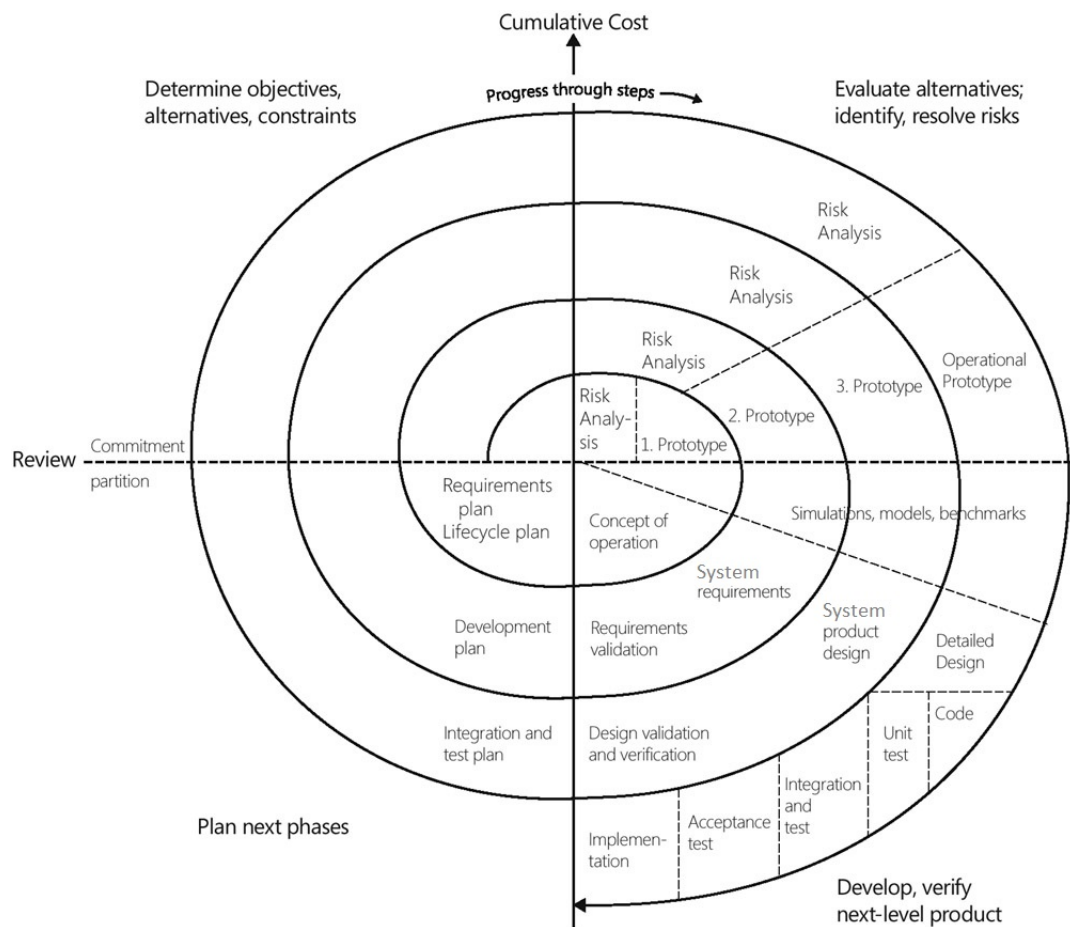 Cumulative Cost
Determine objectives,
alternatives, constraints
Progress through steps
Evaluate alternatives;
identify, resolve risks
Risk
Analysis
Risk
Analysis
Risk
Analysis
Risk
Analy-
sis
1. Prototype
2. Prototype
3. Prototype
Operational
Prototype
Review
Commitment
partition
Requirements
plan
Lifecycle plan
Concept of
operation
Simulations, models, benchmarks
System
requirements
System
product
design
Detailed
Design
Development
plan
Requirements
validation
Code
Unit
test
Integration and
test plan
Design validation
and verification
Integration
and
test
Acceptance
test
Implemen-
tation
Plan next phases
Develop, verify
next-level product